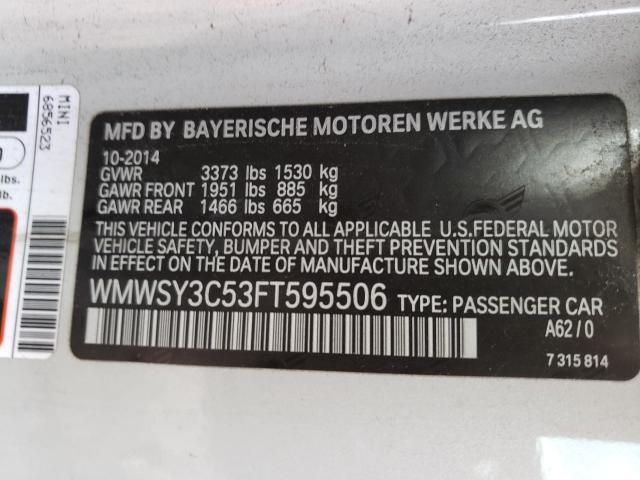 MINI
6856523
lbs.
lb.
MFD BY BAYERISCHE MOTOREN WERKE AG
10-2014
GVWR 3373 lbs 1530 kg
GAWR FRONT 1951 lbs 885 kg
GAWR REAR 1466 lbs 665 kg
THIS VEHICLE CONFORMS TO ALL APPLICABLE U.S.FEDERAL MOTOR
VEHICLE SAFETY, BUMPER AND THEFT PREVENTION STANDARDS
IN EFFECT ON THE DATE OF MANUFACTURE SHOWN ABOVE.
WMWSY3C53FT595506 TYPE: PASSENGER CAR
A62/0
7 315 814